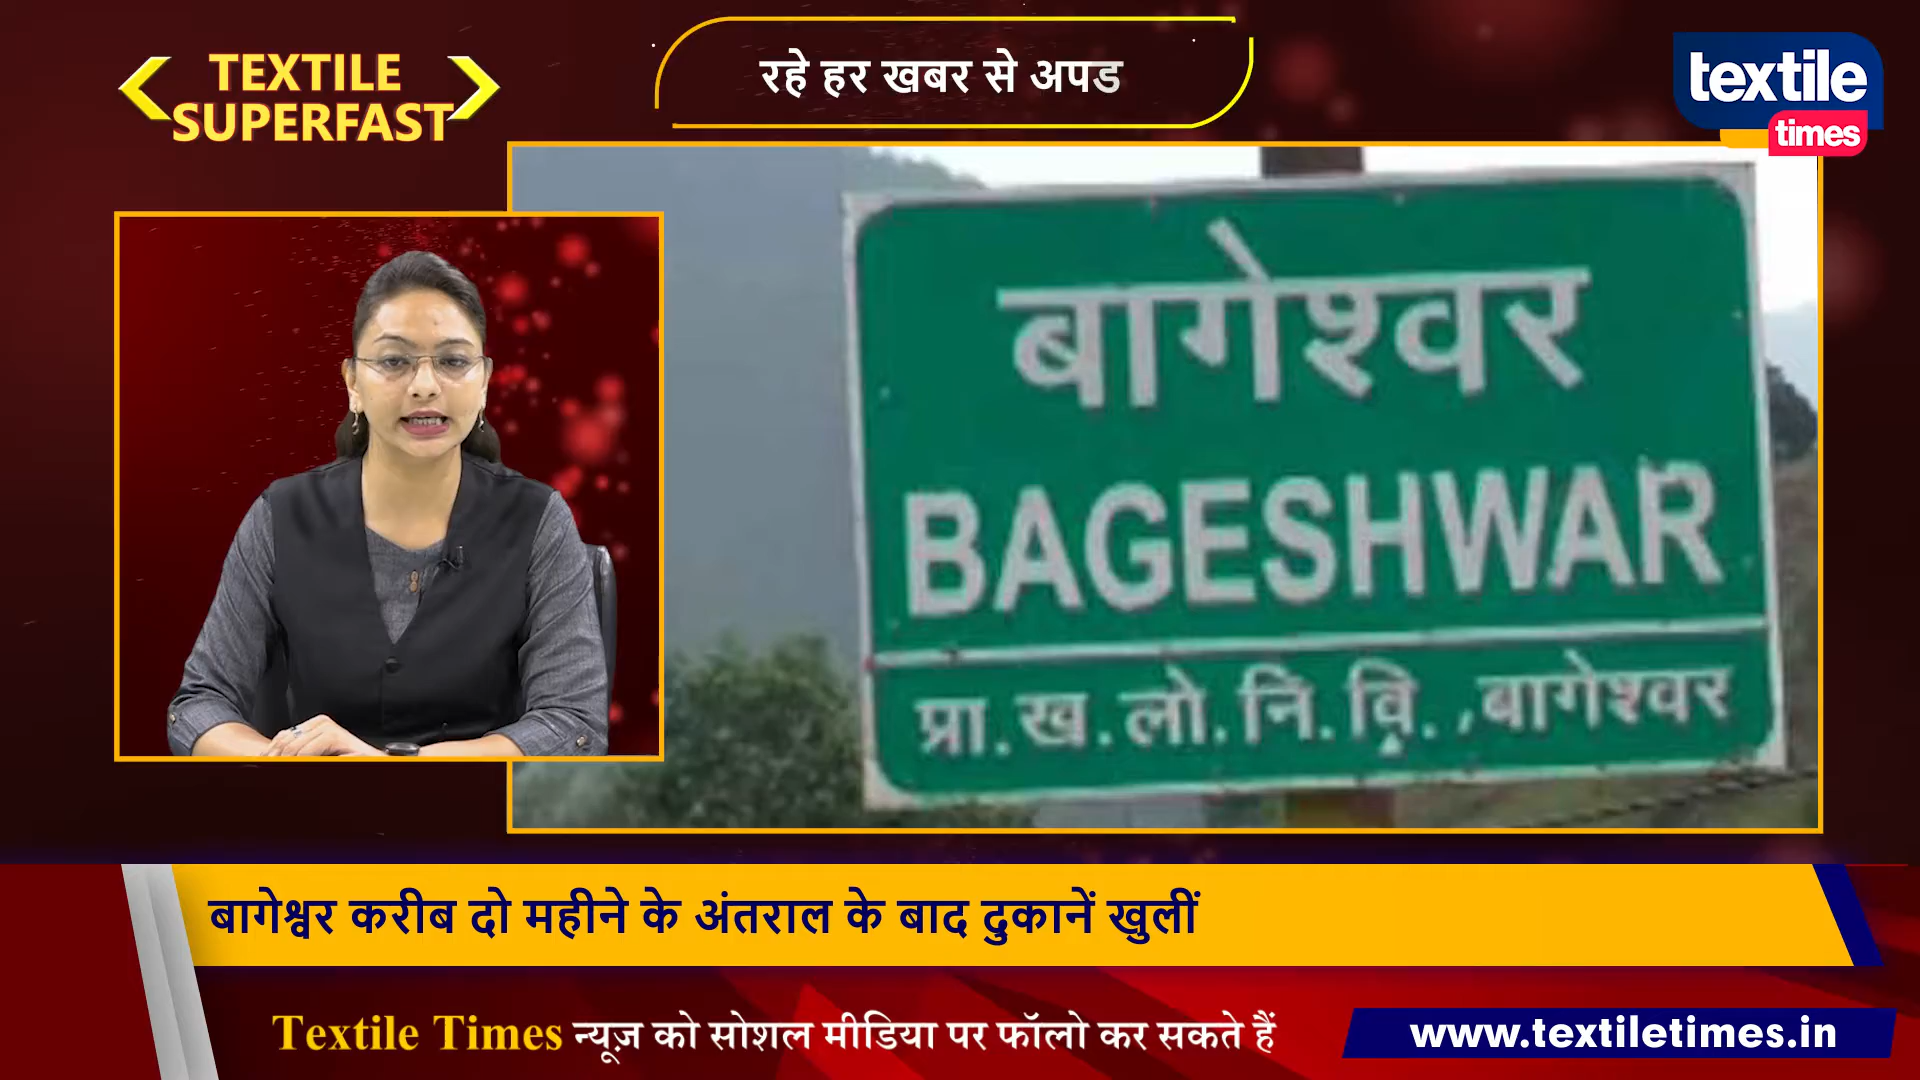 TEXTILE
SUPERFAST
रहे हर खबर से अपड
textile
times
बागेश्वर
BAGESHWAR
प्रा.ख.लो.नि.वि., बागेश्वर
बागेश्वर करीब दो महीने के अंतराल के बाद दुकानें खुलीं
Textile Times न्यूज़ को सोशल मीडिया पर फॉलो कर सकते हैं
www.textiletimes.in